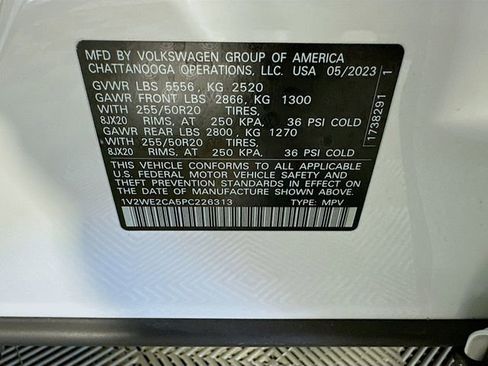 MFD BY VOLKSWAGEN GROUP OF AMERICA
CHATTANOOGA OPERATIONS, LLC. USA 05/2023
GVWR LBS 5556, KG 2520
GAWR FRONT LBS 2866, KG 1300
WITH 255/50R20 TIRES,
8JX20 RIMS, AT 250 KPA, 36 PSI COLD
GAWR REAR LBS 2800, KG 1270
WITH 255/50R20 TIRES,
8JX20 RIMS, AT 250 KPA, 36 PSI COLD
THIS VEHICLE CONFORMS TO ALL APPLICABLE
U.S. FEDERAL MOTOR VEHICLE SAFETY AND
THEFT PREVENTION STANDARDS IN EFFECT ON
THE DATE OF MANUFACTURE SHOWN ABOVE.
1V2WE2CA5PC226313 TYPE: MPV
1738291 1